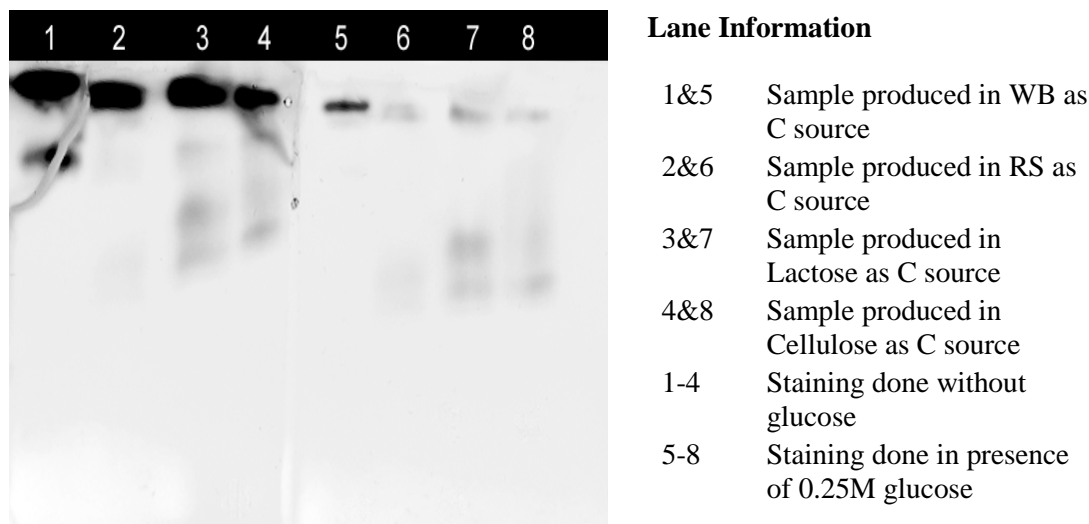 1 2 3 4 5 6 7 8
Lane Information
1&5 Sample produced in WB as
C source
2&6 Sample produced in RS as
C source
3&7 Sample produced in
Lactose as C source
4&8 Sample produced in
Cellulose as C source
1-4 Staining done without
glucose
5-8 Staining done in presence
of 0.25M glucose